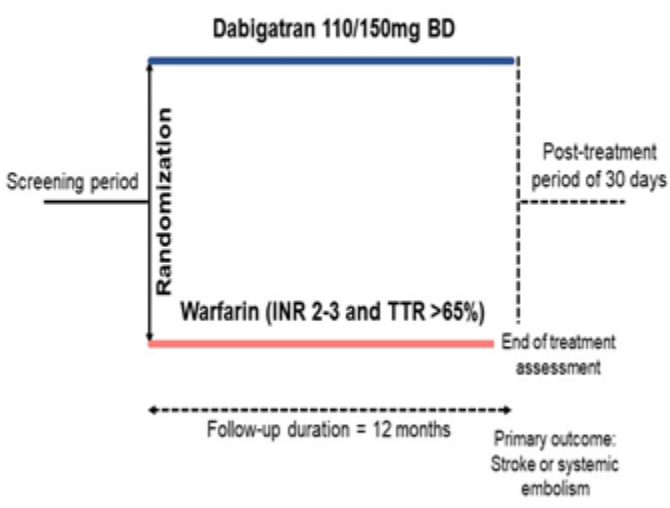 Dabigatran 110/150mg BD
Screening period
Randomization
Post-treatment
period of 30 days
Warfarin (INR 2-3 and TTR >65%)
End of treatment
assessment
Follow-up duration = 12 months
Primary outcome:
Stroke or systemic
embolism